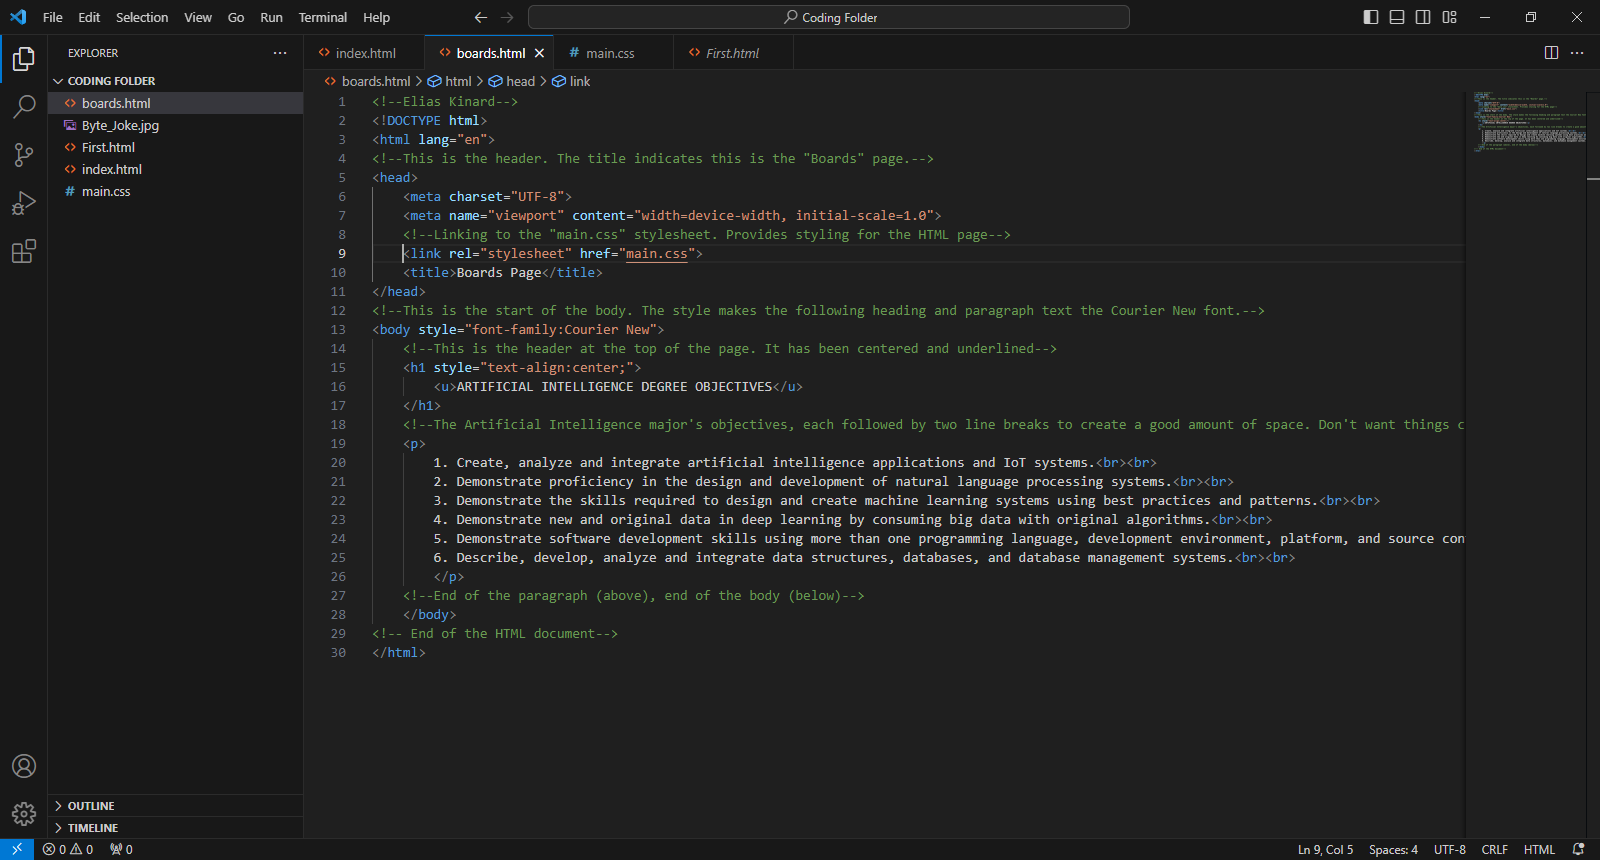 File Edit Selection View Go Run Terminal Help
Coding Folder
EXPLORER
CODING FOLDER
boards.html
Byte_Joke.jpg
First.html
index.html
main.css
OUTLINE
TIMELINE
index.html boards.html main.css First.html
boards.html html head link
1 <!--Elias Kinard-->
2 <!DOCTYPE html>
3 <html lang="en">
4 <!--This is the header. The title indicates this is the "Boards" page.-->
5 <head>
6 <meta charset="UTF-8">
7 <meta name="viewport" content="width=device-width, initial-scale=1.0">
8 <!--Linking to the "main.css" stylesheet. Provides styling for the HTML page-->
9 <link rel="stylesheet" href="main.css">
10 <title>Boards Page</title>
11 </head>
12 <!--This is the start of the body. The style makes the following heading and paragraph text the Courier New font.-->
13 <body style="font-family:Courier New">
14 <!--This is the header at the top of the page. It has been centered and underlined-->
15 <h1 style="text-align:center;">
16 <u>ARTIFICIAL INTELLIGENCE DEGREE OBJECTIVES</u>
17 </h1>
18 <!--The Artificial Intelligence major's objectives, each followed by two line breaks to create a good amount of space. Don't want things c
19 <p>
20 1. Create, analyze and integrate artificial intelligence applications and IoT systems.<br><br>
21 2. Demonstrate proficiency in the design and development of natural language processing systems.<br><br>
22 3. Demonstrate the skills required to design and create machine learning systems using best practices and patterns.<br><br>
23 4. Demonstrate new and original data in deep learning by consuming big data with original algorithms.<br><br>
24 5. Demonstrate software development skills using more than one programming language, development environment, platform, and source con
25 6. Describe, develop, analyze and integrate data structures, databases, and database management systems.<br><br>
26 </p>
27 <!--End of the paragraph (above), end of the body (below)-->
28 </body>
29 <!-- End of the HTML document-->
30 </html>
0 0 0
Ln 9, Col 5 Spaces: 4 UTF-8 CRLF HTML